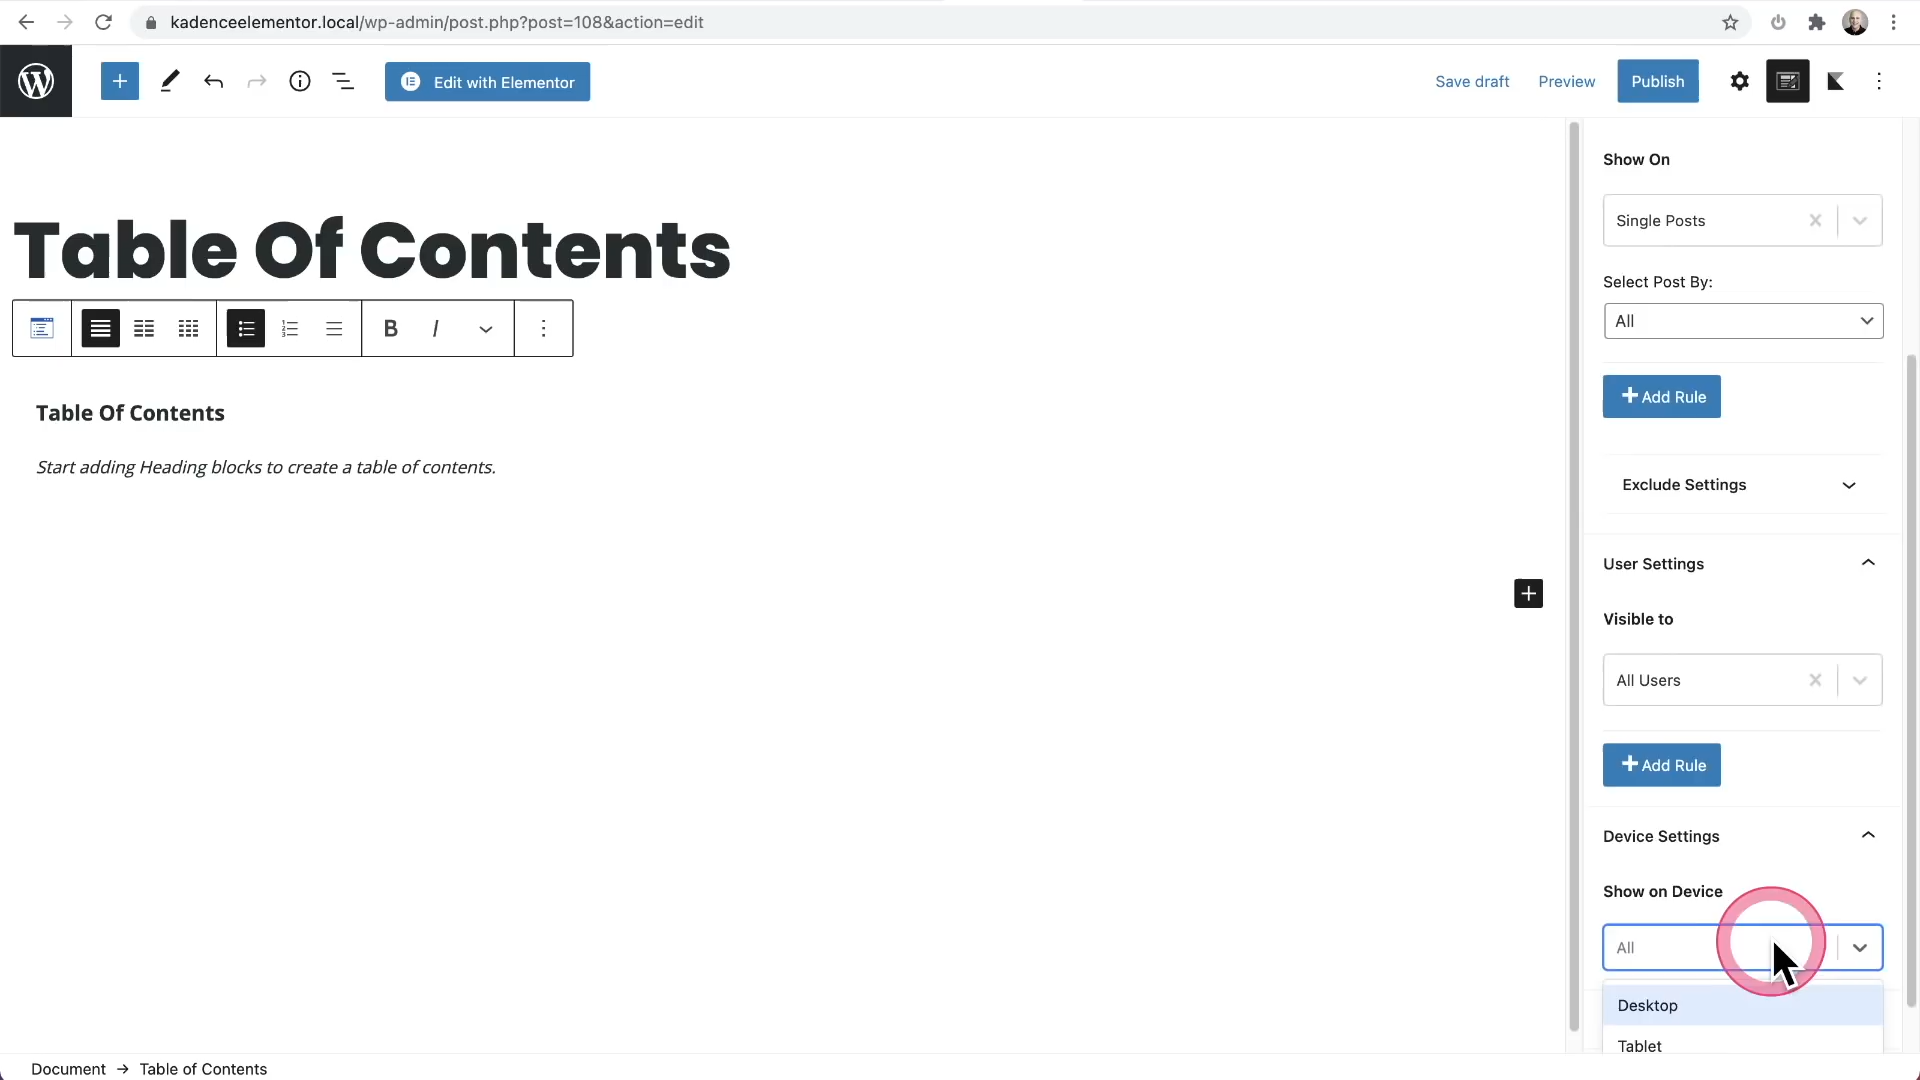 kadenceelementor.local/wp-admin/post.php?post=108&action=edit
Edit with Elementor
Save draft
Preview
Publish
Table Of Contents
B I
Table Of Contents
Start adding Heading blocks to create a table of contents.
Show On
Single Posts
Select Post By:
All
Add Rule
Exclude Settings
User Settings
Visible to
All Users
Add Rule
Device Settings
Show on Device
All
Desktop
Tablet
Document → Table of Contents